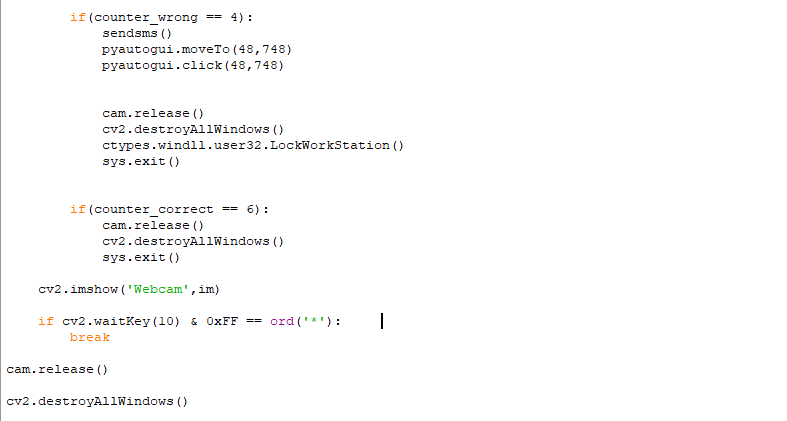 if(counter_wrong == 4):
sendsms()
pyautogui.moveTo(48,748)
pyautogui.click(48,748)
cam.release()
cv2.destroyAllWindows()
ctypes.windll.user32.LockWorkStation()
sys.exit()
if(counter_correct == 6):
cam.release()
cv2.destroyAllWindows()
sys.exit()
cv2.imshow('Webcam',im)
if cv2.waitKey(10) & 0xFF == ord('*'):
break
cam.release()
cv2.destroyAllWindows()